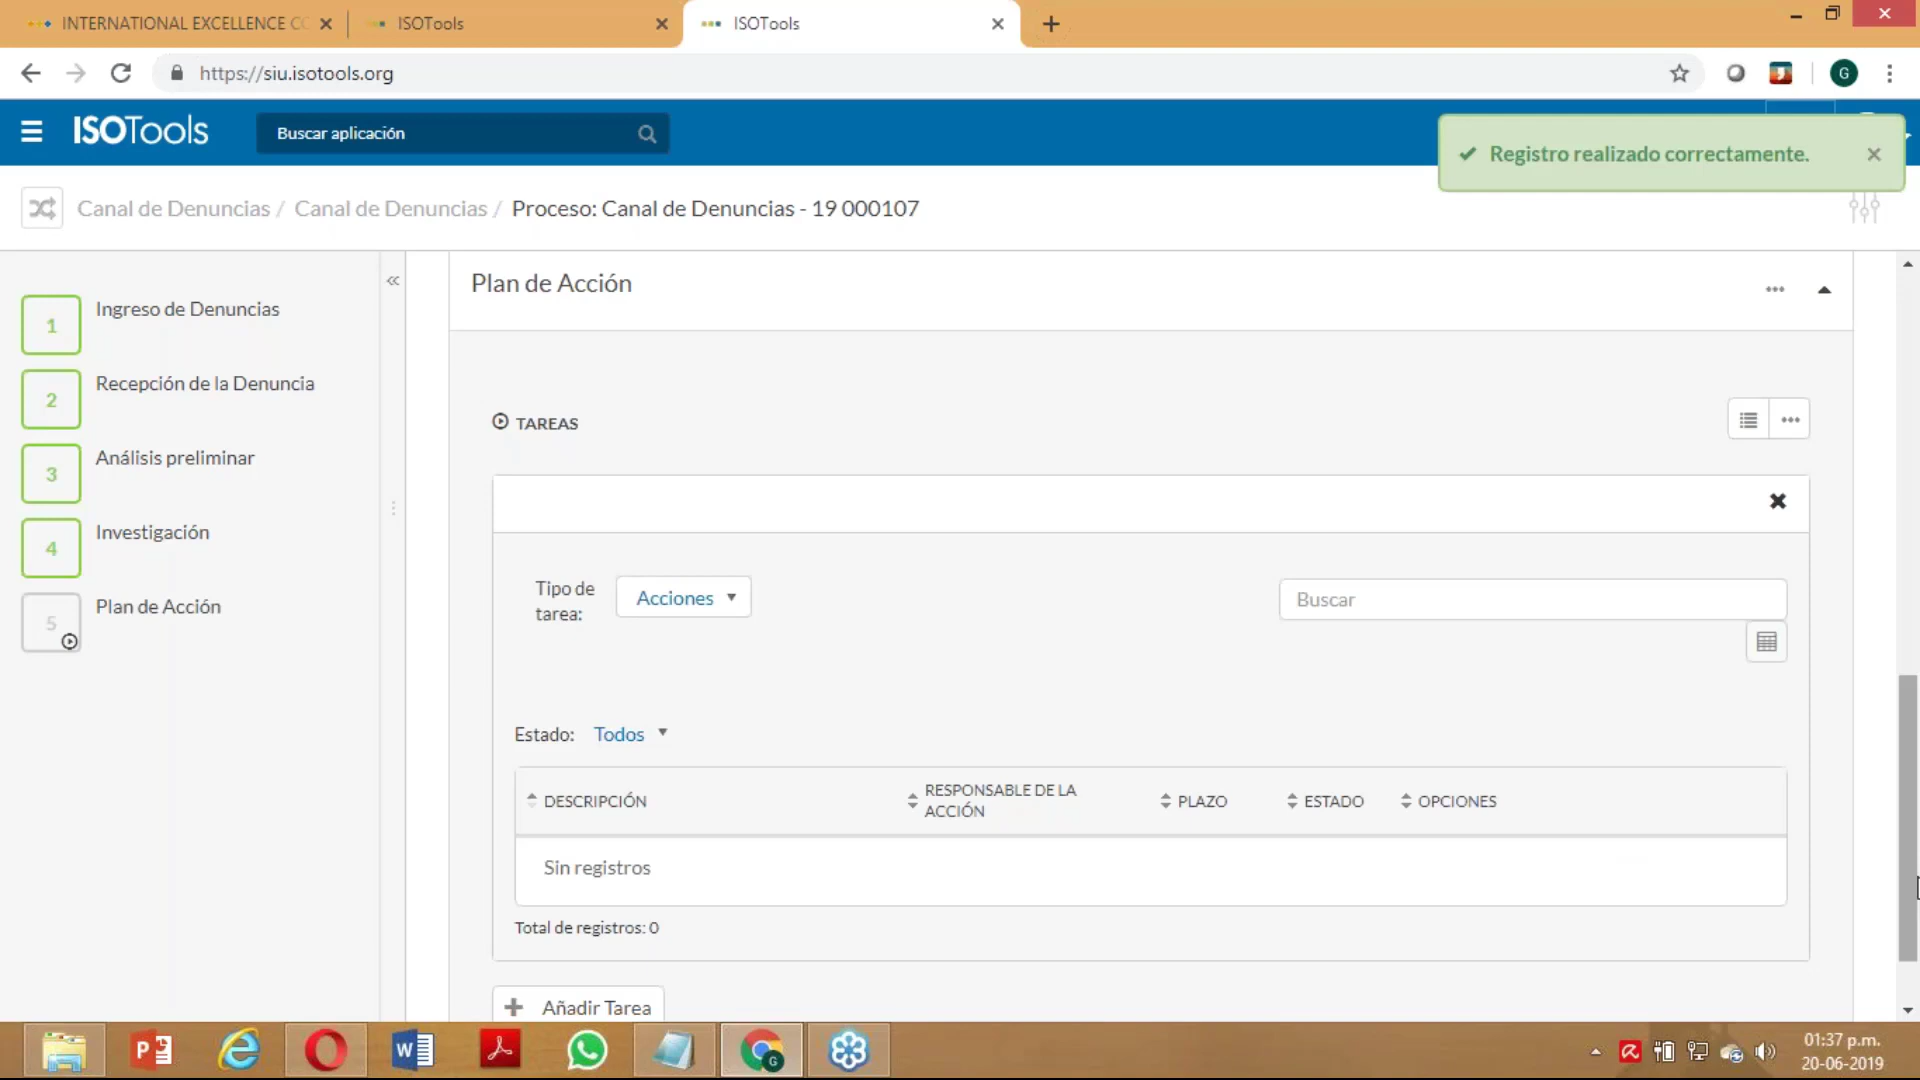 INTERNATIONAL EXCELLENCE CO
ISOTools
ISOTools
https://siu.isotools.org
G
ISOTools
Buscar aplicación
Registro realizado correctamente.
Canal de Denuncias / Canal de Denuncias / Proceso: Canal de Denuncias - 19 000107
1 Ingreso de Denuncias
2 Recepción de la Denuncia
3 Análisis preliminar
4 Investigación
5 Plan de Acción
Plan de Acción
TAREAS
Tipo de
tarea:
Acciones
Buscar
Estado: Todos
DESCRIPCIÓN
RESPONSABLE DE LA
ACCIÓN
PLAZO
ESTADO
OPCIONES
Sin registros
Total de registros: 0
Añadir Tarea
01:37 p.m.
20-06-2019